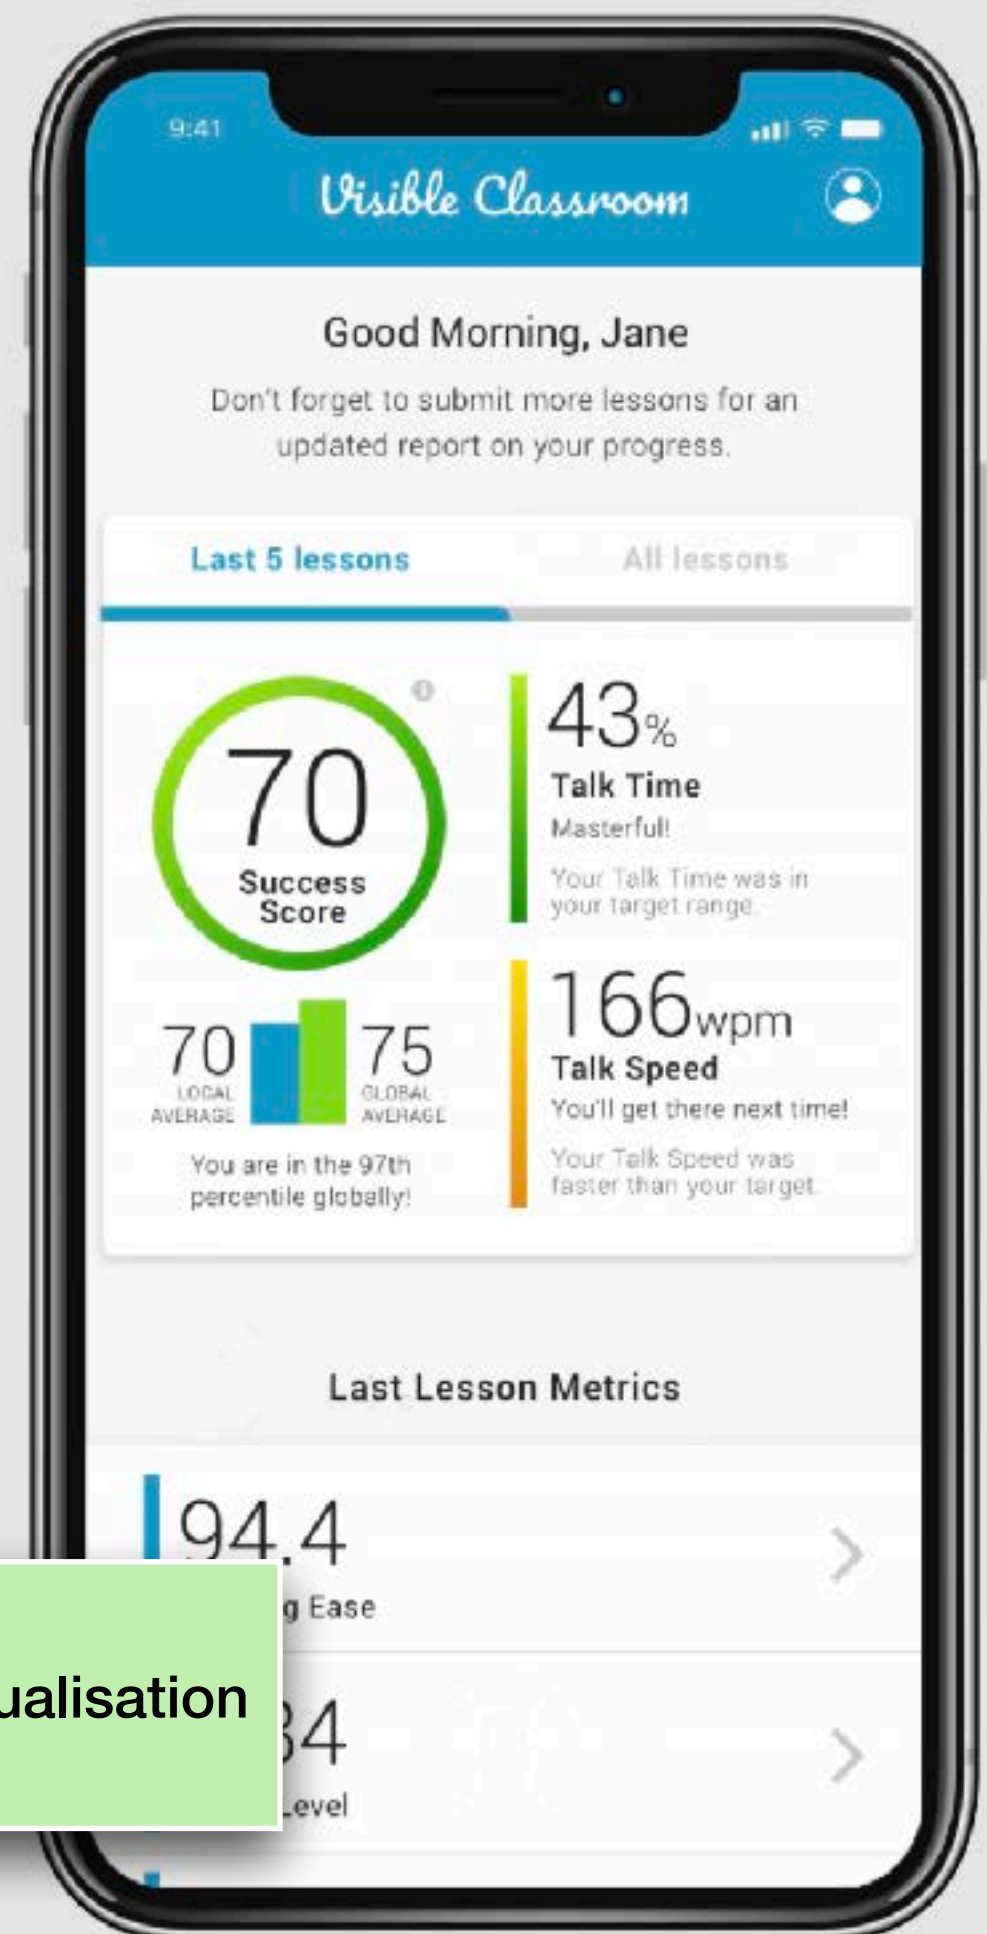 9:41
Visible Classroom
Good Morning, Jane
Don't forget to submit more lessons for an
updated report on your progress.
Last 5 lessons
All lessons
70
Success
Score
70
LOCAL
AVERAGE
75
GLOBAL
AVERAGE
You are in the 97th
percentile globally!
43%
Talk Time
Masterful!
Your Talk Time was in
your target range.
166wpm
Talk Speed
You'll get there next time!
Your Talk Speed was
faster than your target.
Last Lesson Metrics
94.4
Ease
Level